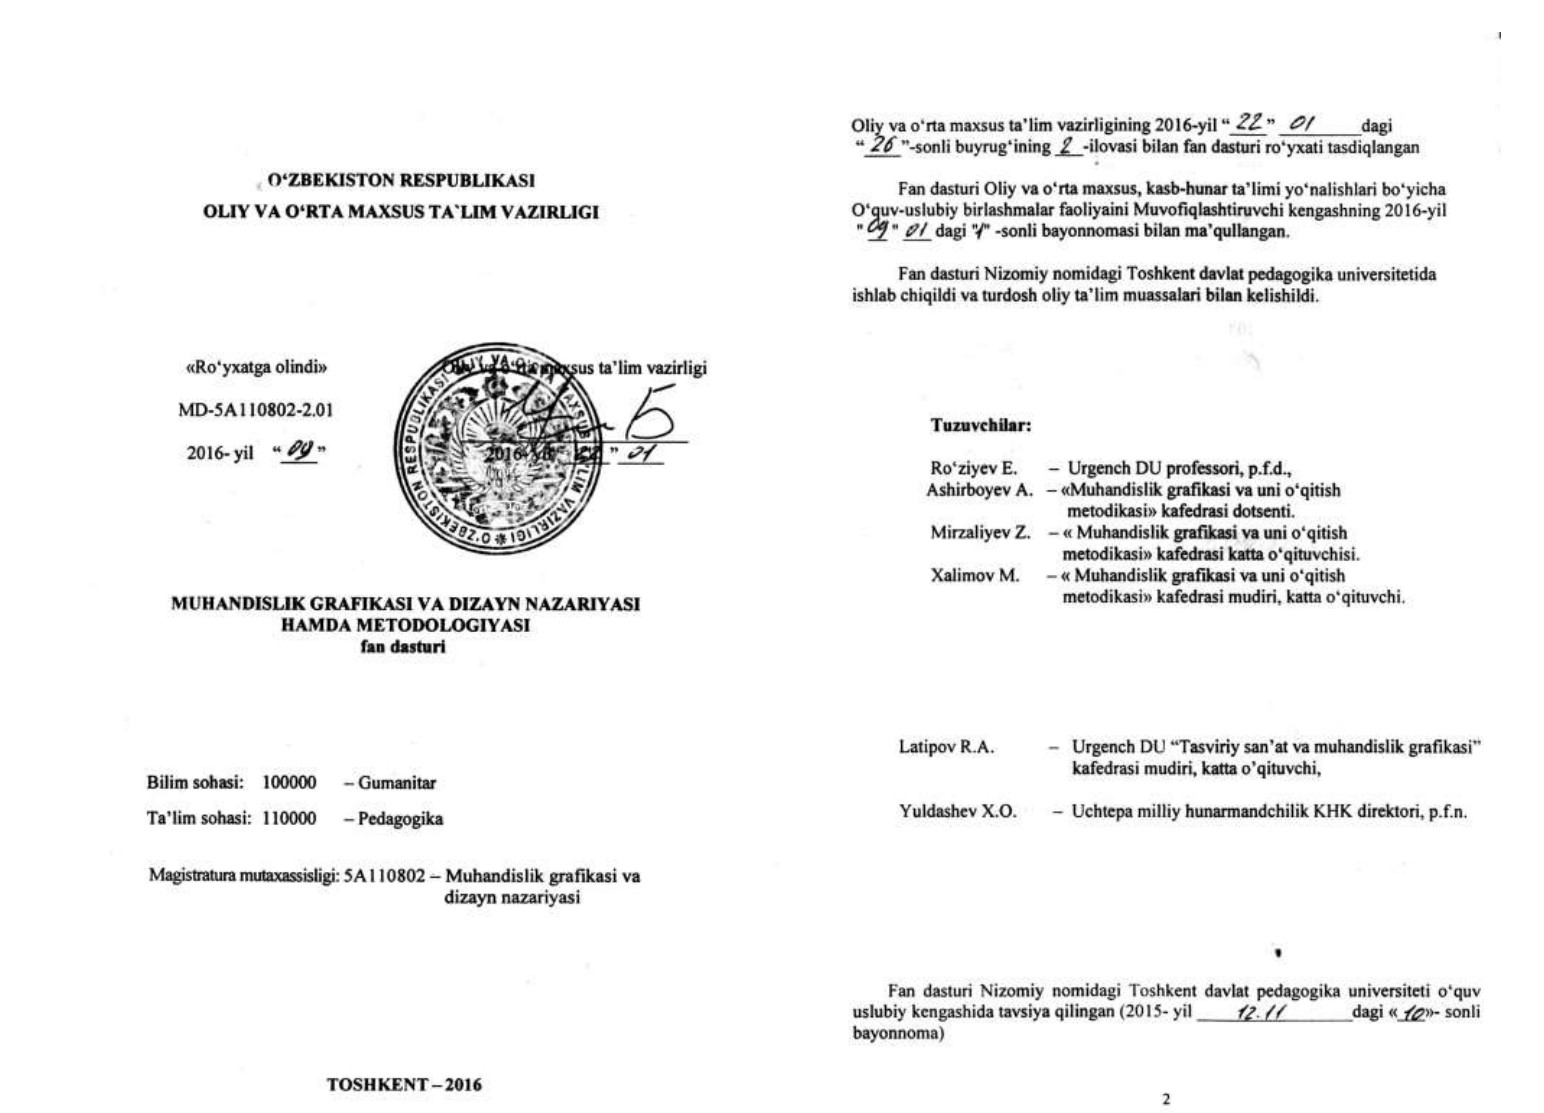 O‘ZBEKISTON RESPUBLIKASI
OLIY VA O‘RTA MAXSUS TA`LIM VAZIRLIGI
«Ro‘yxatga olindi»
MD-5A110802-2.01
2016- yil “ 09 ”
Oliy va o‘rta maxsus ta’lim vazirligi
2016- yil “ 22 ” 01
O‘ZBEKISTON RESPUBLIKASI OLIY VA O‘RTA MAXSUS TA’LIM VAZIRLIGI
MUHANDISLIK GRAFIKASI VA DIZAYN NAZARIYASI
HAMDA METODOLOGIYASI
fan dasturi
Bilim sohasi: 100000 – Gumanitar
Ta’lim sohasi: 110000 – Pedagogika
Magistratura mutaxassisligi: 5A110802 – Muhandislik grafikasi va
dizayn nazariyasi
TOSHKENT – 2016
Oliy va o‘rta maxsus ta’lim vazirligining 2016-yil “ 22 ” 01 dagi
“ 26 ”-sonli buyrug‘ining 2 -ilovasi bilan fan dasturi ro‘yxati tasdiqlangan
Fan dasturi Oliy va o‘rta maxsus, kasb-hunar ta’limi yo‘nalishlari bo‘yicha
O‘quv-uslubiy birlashmalar faoliyaini Muvofiqlashtiruvchi kengashning 2016-yil
" 09 " 01 dagi "1" -sonli bayonnomasi bilan ma’qullangan.
Fan dasturi Nizomiy nomidagi Toshkent davlat pedagogika universitetida
ishlab chiqildi va turdosh oliy ta’lim muassalari bilan kelishildi.
Tuzuvchilar:
Ro‘ziyev E. – Urgench DU professori, p.f.d.,
Ashirboyev A. – «Muhandislik grafikasi va uni o‘qitish
metodikasi» kafedrasi dotsenti.
Mirzaliyev Z. – « Muhandislik grafikasi va uni o‘qitish
metodikasi» kafedrasi katta o‘qituvchisi.
Xalimov M. – « Muhandislik grafikasi va uni o‘qitish
metodikasi» kafedrasi mudiri, katta o‘qituvchi.
Latipov R.A. – Urgench DU “Tasviriy san’at va muhandislik grafikasi”
kafedrasi mudiri, katta o’qituvchi,
Yuldashev X.O. – Uchtepa milliy hunarmandchilik KHK direktori, p.f.n.
Fan dasturi Nizomiy nomidagi Toshkent davlat pedagogika universiteti o‘quv
uslubiy kengashida tavsiya qilingan (2015- yil 12.11 dagi « 10»- sonli
bayonnoma)
2